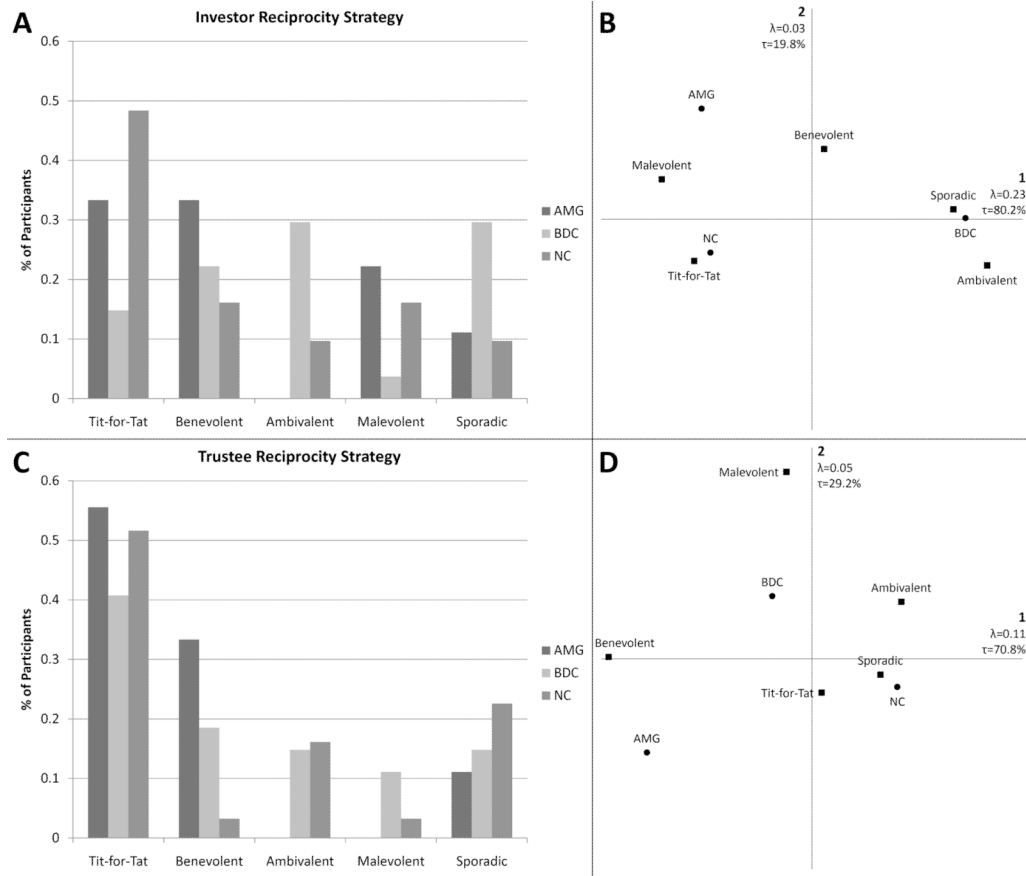 A
Investor Reciprocity Strategy
% of Participants
0.6
0.5
0.4
0.3
0.2
0.1
0
Tit-for-Tat Benevolent Ambivalent Malevolent Sporadic
AMG
BDC
NC
B
2
λ=0.03
τ=19.8%
AMG
Benevolent
Malevolent
1
λ=0.23
τ=80.2%
Sporadic
BDC
NC
Tit-for-Tat
Ambivalent
C
Trustee Reciprocity Strategy
% of Participants
0.6
0.5
0.4
0.3
0.2
0.1
0
Tit-for-Tat Benevolent Ambivalent Malevolent Sporadic
AMG
BDC
NC
D
2
λ=0.05
τ=29.2%
Malevolent
BDC
Ambivalent
1
λ=0.11
τ=70.8%
Benevolent
Sporadic
Tit-for-Tat
NC
AMG